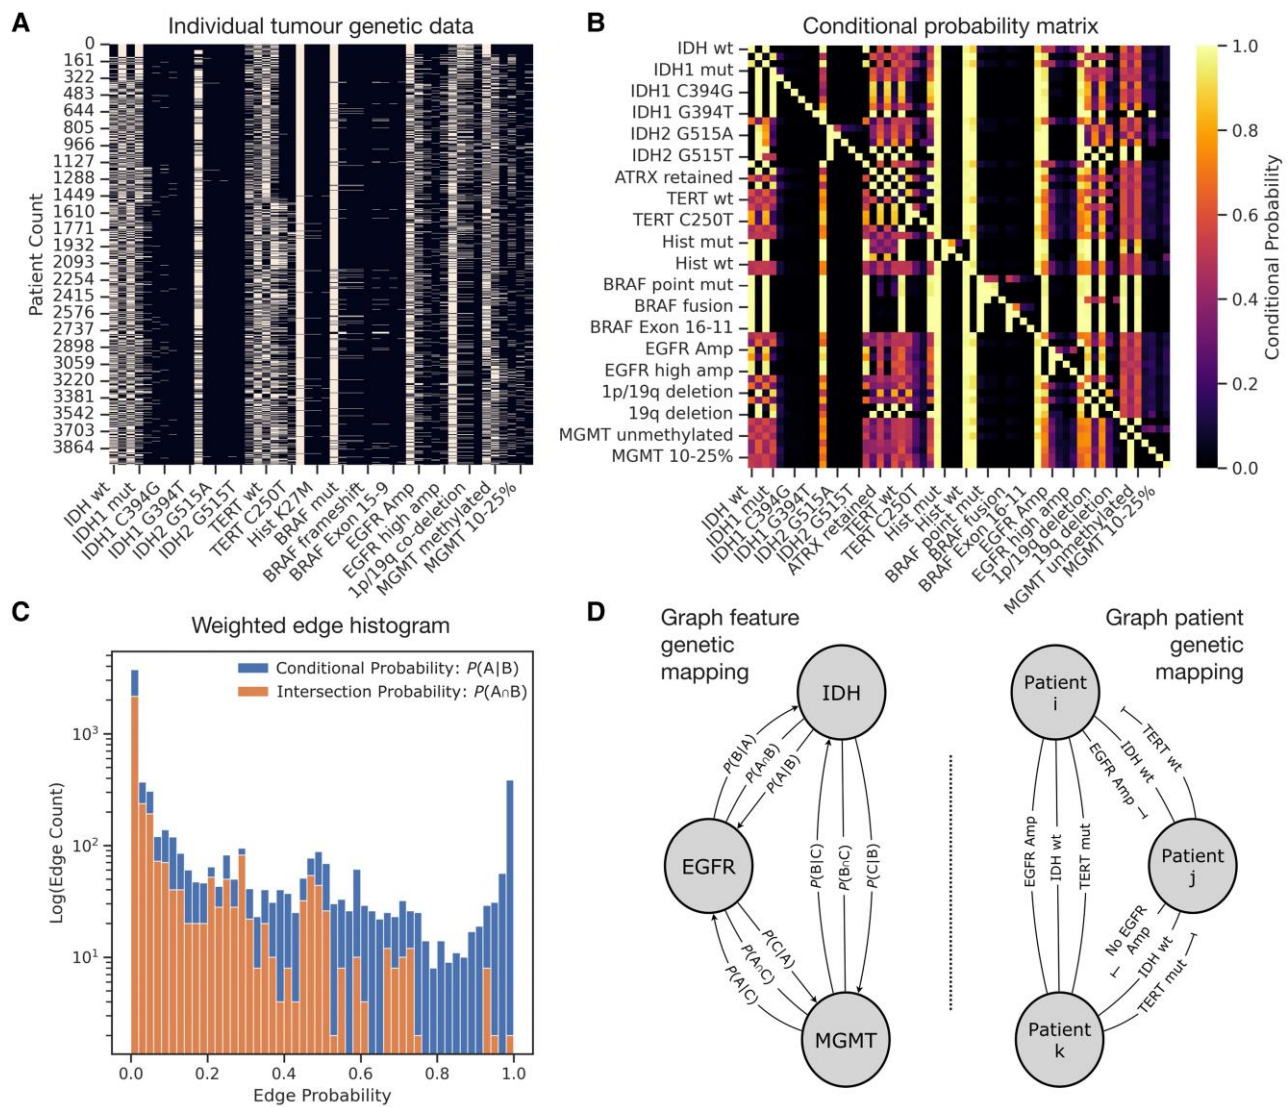 A
Individual tumour genetic data
Patient Count
0
161
322
483
644
805
966
1127
1288
1449
1610
1771
1932
2093
2254
2415
2576
2737
2898
3059
3220
3381
3542
3703
3864
IDH wt
IDH1 mut
IDH1 C394G
IDH1 G394T
IDH2 G515A
IDH2 G515T
TERT wt
TERT C250T
Hist K27M
BRAF mut
BRAF frameshift
BRAF Exon 15-9
EGFR Amp
EGFR high amp
1p/19q co-deletion
MGMT methylated
MGMT 10-25%
B
Conditional probability matrix
IDH wt
IDH1 mut
IDH1 C394G
IDH1 G394T
IDH2 G515A
IDH2 G515T
ATRX retained
TERT wt
TERT C250T
Hist mut
Hist wt
BRAF point mut
BRAF fusion
BRAF Exon 16-11
EGFR Amp
EGFR high amp
1p/19q deletion
19q deletion
MGMT unmethylated
MGMT 10-25%
IDH wt
IDH1 mut
IDH1 C394G
IDH1 G394T
IDH2 G515A
IDH2 G515T
ATRX retained
TERT wt
TERT C250T
Hist mut
Hist wt
BRAF point mut
BRAF fusion
BRAF Exon 16-11
EGFR Amp
EGFR high amp
1p/19q deletion
19q deletion
MGMT unmethylated
MGMT 10-25%
1.0
0.8
0.6
0.4
0.2
0.0
Conditional Probability
C
Weighted edge histogram
Conditional Probability: P(A|B)
Intersection Probability: P(A∩B)
Log(Edge Count)
10³
10²
10¹
0.0
0.2
0.4
0.6
0.8
1.0
Edge Probability
D
Graph feature
genetic
mapping
IDH
EGFR
MGMT
P(B|A)
P(A∩B)
P(A|B)
P(B|C)
P(B∩C)
P(C|B)
P(C|A)
P(A∩C)
P(A|C)
Graph patient
genetic
mapping
Patient
i
Patient
j
Patient
k
TERT wt
IDH wt
EGFR Amp
EGFR Amp
IDH wt
TERT mut
No EGFR
Amp
IDH wt
TERT mut